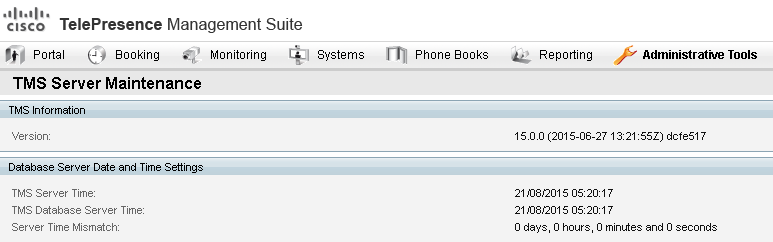 CISCO TelePresence Management Suite
Portal Booking Monitoring Systems Phone Books Reporting Administrative Tools
TMS Server Maintenance
TMS Information
Version: 15.0.0 (2015-06-27 13:21:55Z) dcfe517
Database Server Date and Time Settings
TMS Server Time: 21/08/2015 05:20:17
TMS Database Server Time: 21/08/2015 05:20:17
Server Time Mismatch: 0 days, 0 hours, 0 minutes and 0 seconds